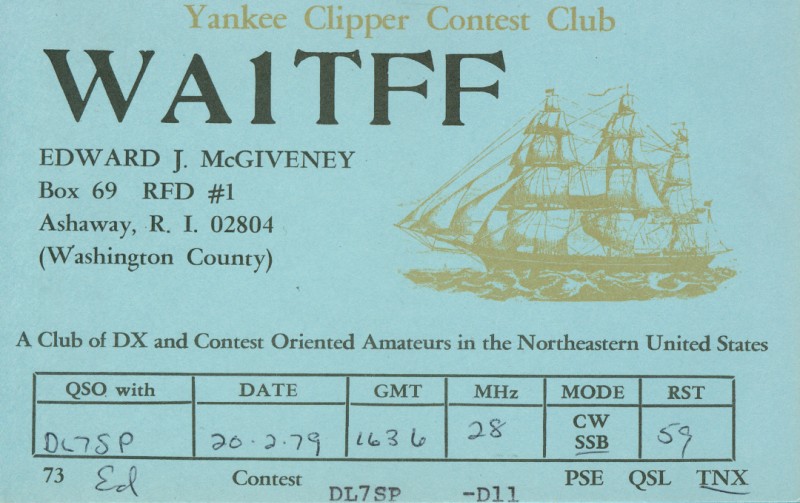 Yankee Clipper Contest Club
WA1TFF
EDWARD J. McGIVENEY
Box 69 RFD #1
Ashaway, R. I. 02804
(Washington County)
A Club of DX and Contest Oriented Amateurs in the Northeastern United States
QSO with DATE GMT MHz MODE RST
DL7SP 20.2.79 1636 28 CW SSB 59
73 Ed Contest PSE QSL TNX
DL7SP -D11